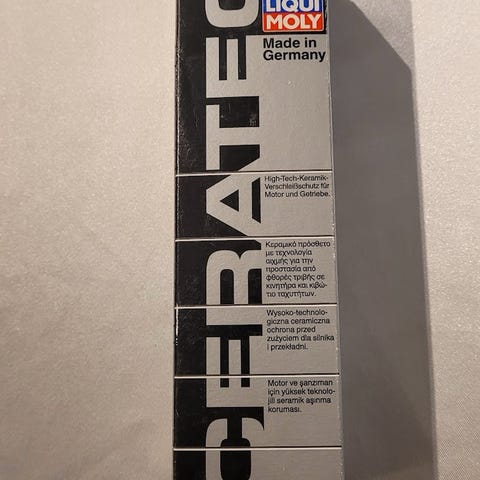 LIQUI
MOLY
Made in
Germany
CERATEC
High-Tech-Keramik-
Verschleißschutz für
Motor und Getriebe.
Κεραμικό πρόσθετο
με τεχνολογία
αιχμής για την
προστασία από
φθορές τριβής σε
κινητήρα και κιβώ-
τιο ταχυτήτων.
Wysoko-technolo-
giczna ceramiczna
ochrona przed
zużyciem dla silnika
i przekładni.
Motor ve şanzıman
için yüksek teknolo-
jili seramik aşınma
koruması.